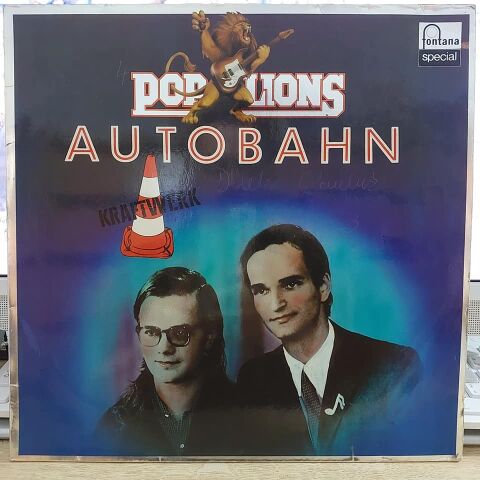 fontana
special
POP LIONS
AUTOBAHN
KRAFTWERK